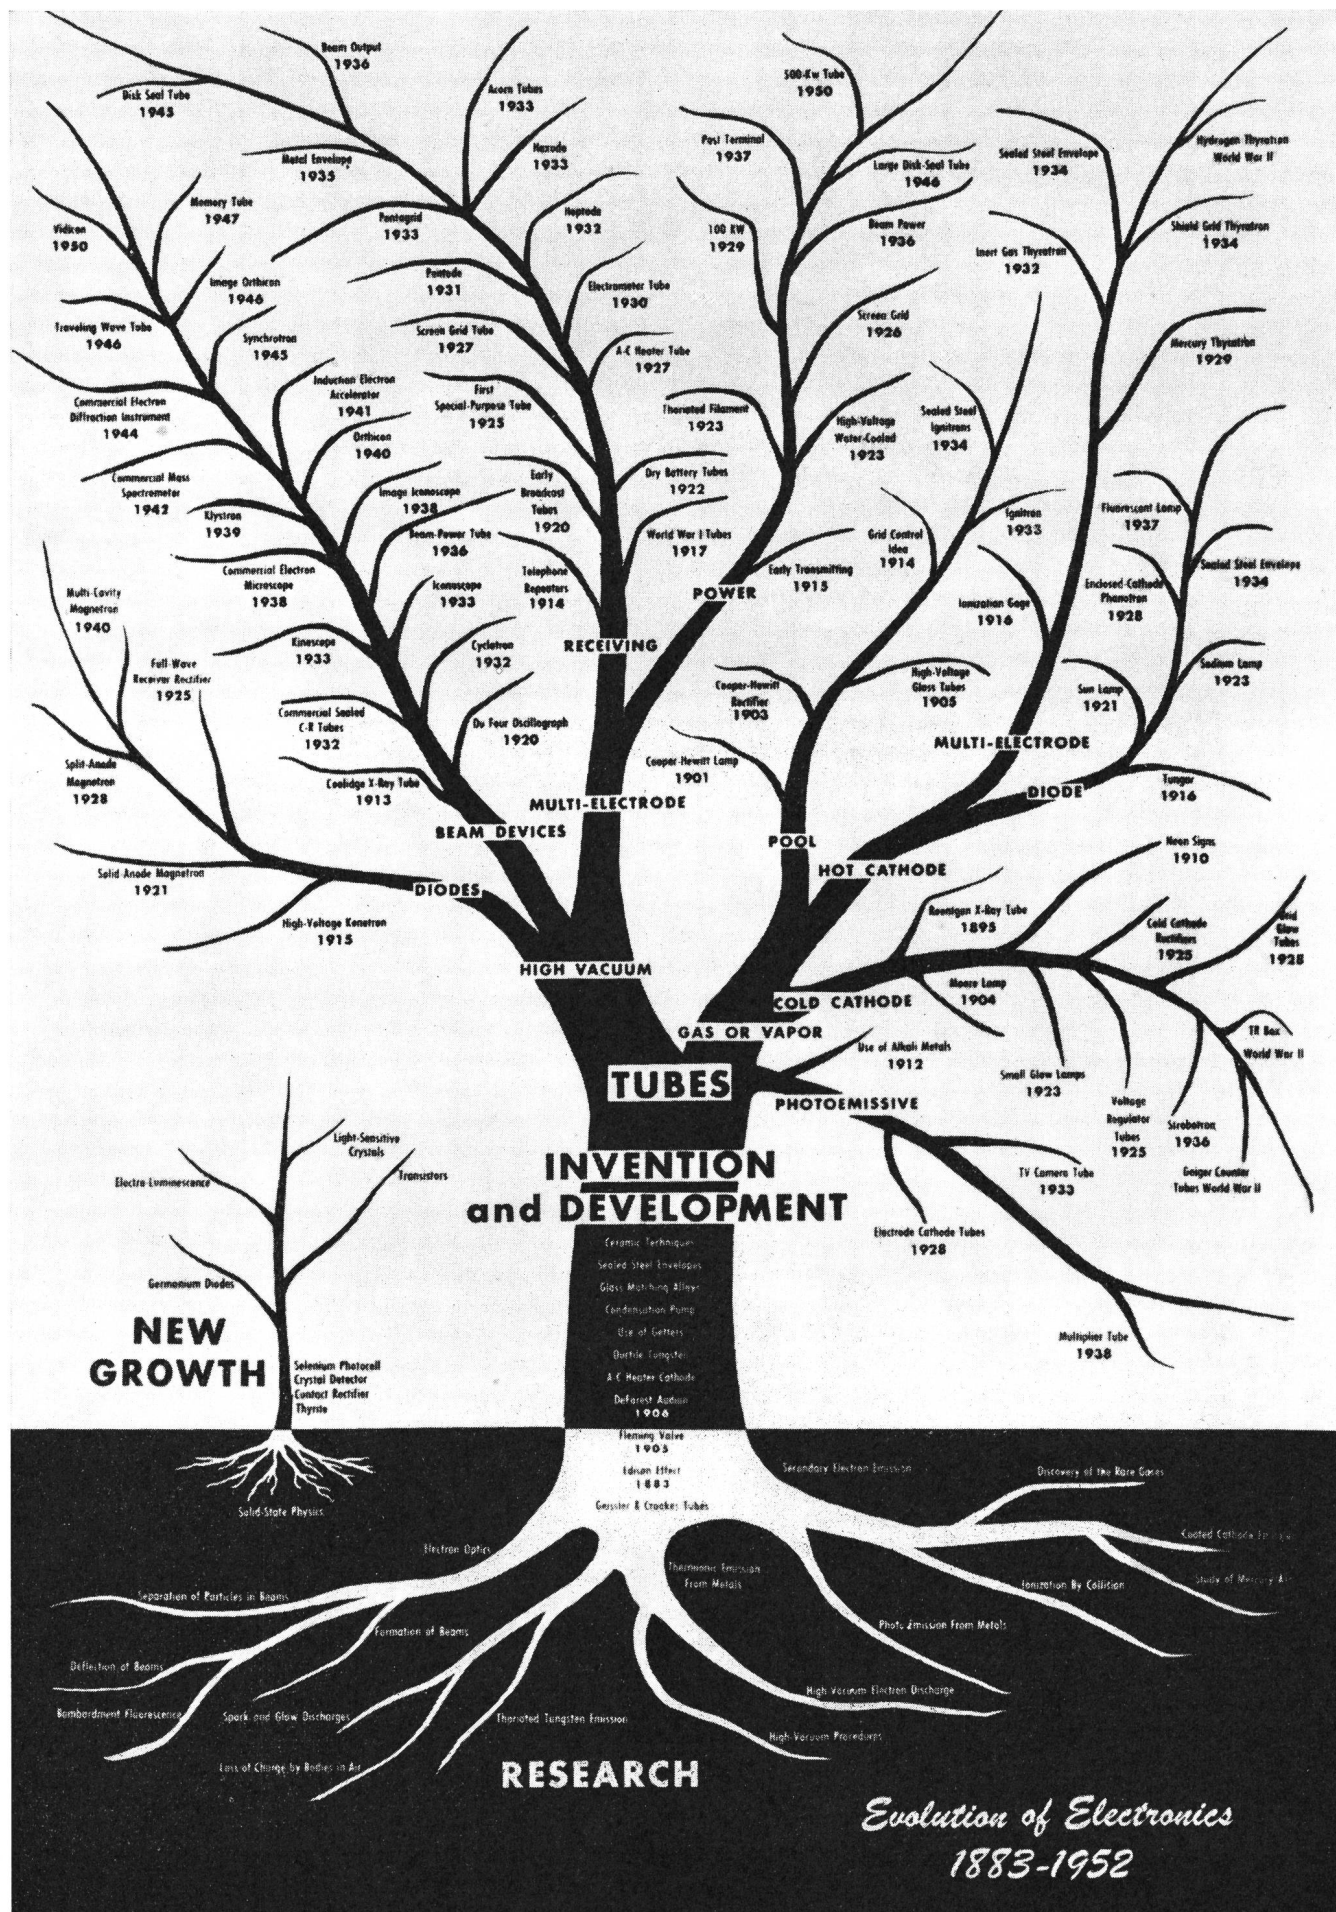 Beam Output
1936
Disk Seal Tube
1945
Acorn Tubes
1933
500-Kw Tube
1950
Metal Envelope
1935
Hexode
1933
Post Terminal
1937
Large Disk-Seal Tube
1946
Sealed Steel Envelope
1934
Hydrogen Thyratron
World War II
Memory Tube
1947
Vidicon
1950
Pentagrid
1933
Heptode
1932
100 KW
1929
Beam Power
1936
Inert Gas Thyratron
1932
Shield Grid Thyratron
1934
Image Orthicon
1946
Pentode
1931
Electrometer Tube
1930
Screen Grid
1926
Traveling Wave Tube
1946
Synchrotron
1945
Screen Grid Tube
1927
A-C Heater Tube
1927
Mercury Thyratron
1929
Commercial Electron
Diffraction Instrument
1944
Induction Electron
Accelerator
1941
First
Special-Purpose Tube
1925
Thoriated Filament
1923
High-Voltage
Water-Cooled
1923
Sealed Steel
Ignitrons
1934
Orthicon
1940
Commercial Mass
Spectrometer
1942
Image Iconoscope
1938
Early
Broadcast
Tubes
1920
Dry Battery Tubes
1922
Klystron
1939
Beam-Power Tube
1936
World War I Tubes
1917
Grid Control
Idea
1914
Ignitron
1933
Fluorescent Lamp
1937
Commercial Electron
Microscope
1938
Iconoscope
1933
Telephone
Repeaters
1914
Early Transmitting
1915
POWER
Ionization Gage
1916
Enclosed-Cathode
Phanotron
1928
Sealed Steel Envelope
1934
Multi-Cavity
Magnetron
1940
Kinescope
1933
Cyclotron
1932
RECEIVING
Full-Wave
Receiver Rectifier
1925
Cooper-Hewitt
Rectifier
1903
High-Voltage
Glass Tubes
1905
Sun Lamp
1921
Sodium Lamp
1923
Commercial Sealed
C-R Tubes
1932
Du Four Oscillograph
1920
MULTI-ELECTRODE
Split-Anode
Magnetron
1928
Coolidge X-Ray Tube
1913
Cooper-Hewitt Lamp
1901
MULTI-ELECTRODE
DIODE
Tungar
1916
BEAM DEVICES
POOL
HOT CATHODE
Neon Signs
1910
Solid-Anode Magnetron
1921
DIODES
High-Voltage Kenotron
1915
Roentgen X-Ray Tube
1895
Cold Cathode
Rectifiers
1925
Grid
Glow
Tubes
1928
HIGH VACUUM
COLD CATHODE
Moore Lamp
1904
GAS OR VAPOR
TR Box
World War II
TUBES
Use of Alkali Metals
1912
Small Glow Lamps
1923
PHOTOEMISSIVE
Voltage
Regulator
Tubes
1925
Strobotron
1936
Geiger Counter
Tubes World War II
Light-Sensitive
Crystals
Electro-Luminescence
Transistors
INVENTION
and DEVELOPMENT
TV Camera Tube
1933
Electrode Cathode Tubes
1928
Ceramic Techniques
Sealed Steel Envelopes
Glass Matching Alloys
Condensation Pump
Use of Getters
Ductile Tungsten
A-C Heater Cathode
DeForest Audion
1906
Germanium Diodes
NEW
GROWTH
Selenium Photocell
Crystal Detector
Contact Rectifier
Thyrite
Multiplier Tube
1938
Fleming Valve
1905
Edison Effect
1883
Geissler & Crookes Tubes
Secondary Electron Emission
Discovery of the Rare Gases
Solid-State Physics
Electron Optics
Coated Cathode
Thermionic Emission
From Metals
Separation of Particles in Beams
Ionization By Collition
Study of Mercury Arc
Formation of Beams
Photo Emission From Metals
Deflection of Beams
High Vacuum Electron Discharge
Bombardment Fluorescence
Spark and Glow Discharges
Thoriated Tungsten Emission
High-Vacuum Procedures
Loss of Charge by Bodies in Air
RESEARCH
Evolution of Electronics
1883-1952